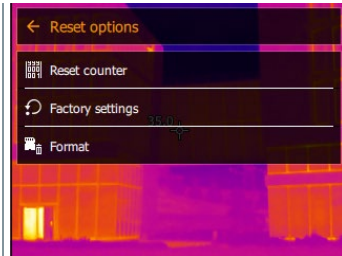 Reset options
Reset counter
Factory settings
35.0
Format